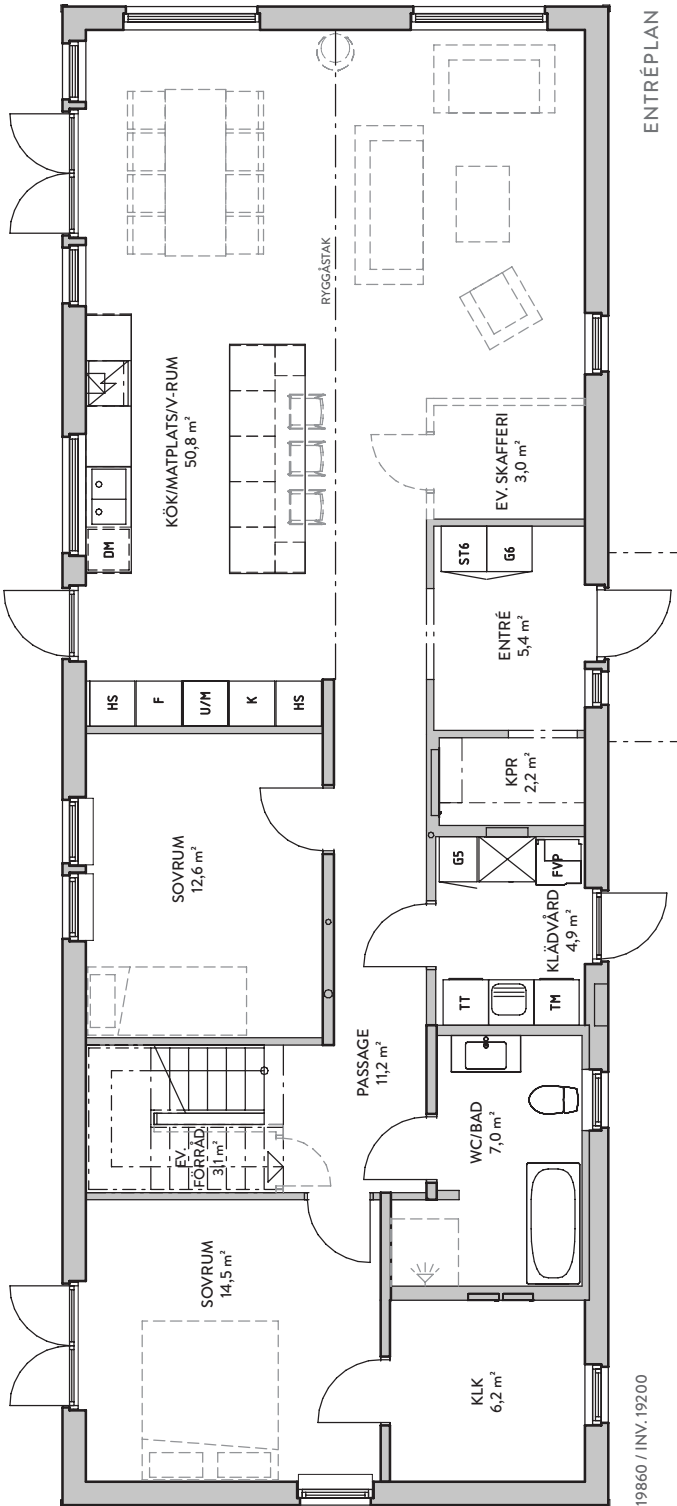 ENTRÉPLAN
RYGGÅSTAK
KÖK/MATPLATS/V-RUM
50,8 m²
EV. SKAFFERI
3,0 m²
DM
ST6
G6
ENTRÉ
5,4 m²
HS
F
U/M
K
HS
KPR
2,2 m²
SOVRUM
12,6 m²
G5
FVP
KLÄDVÅRD
4,9 m²
TT
TM
PASSAGE
11,2 m²
WC/BAD
7,0 m²
EV.
FÖRRÅD
3,1 m²
SOVRUM
14,5 m²
KLK
6,2 m²
19860 / INV.19200